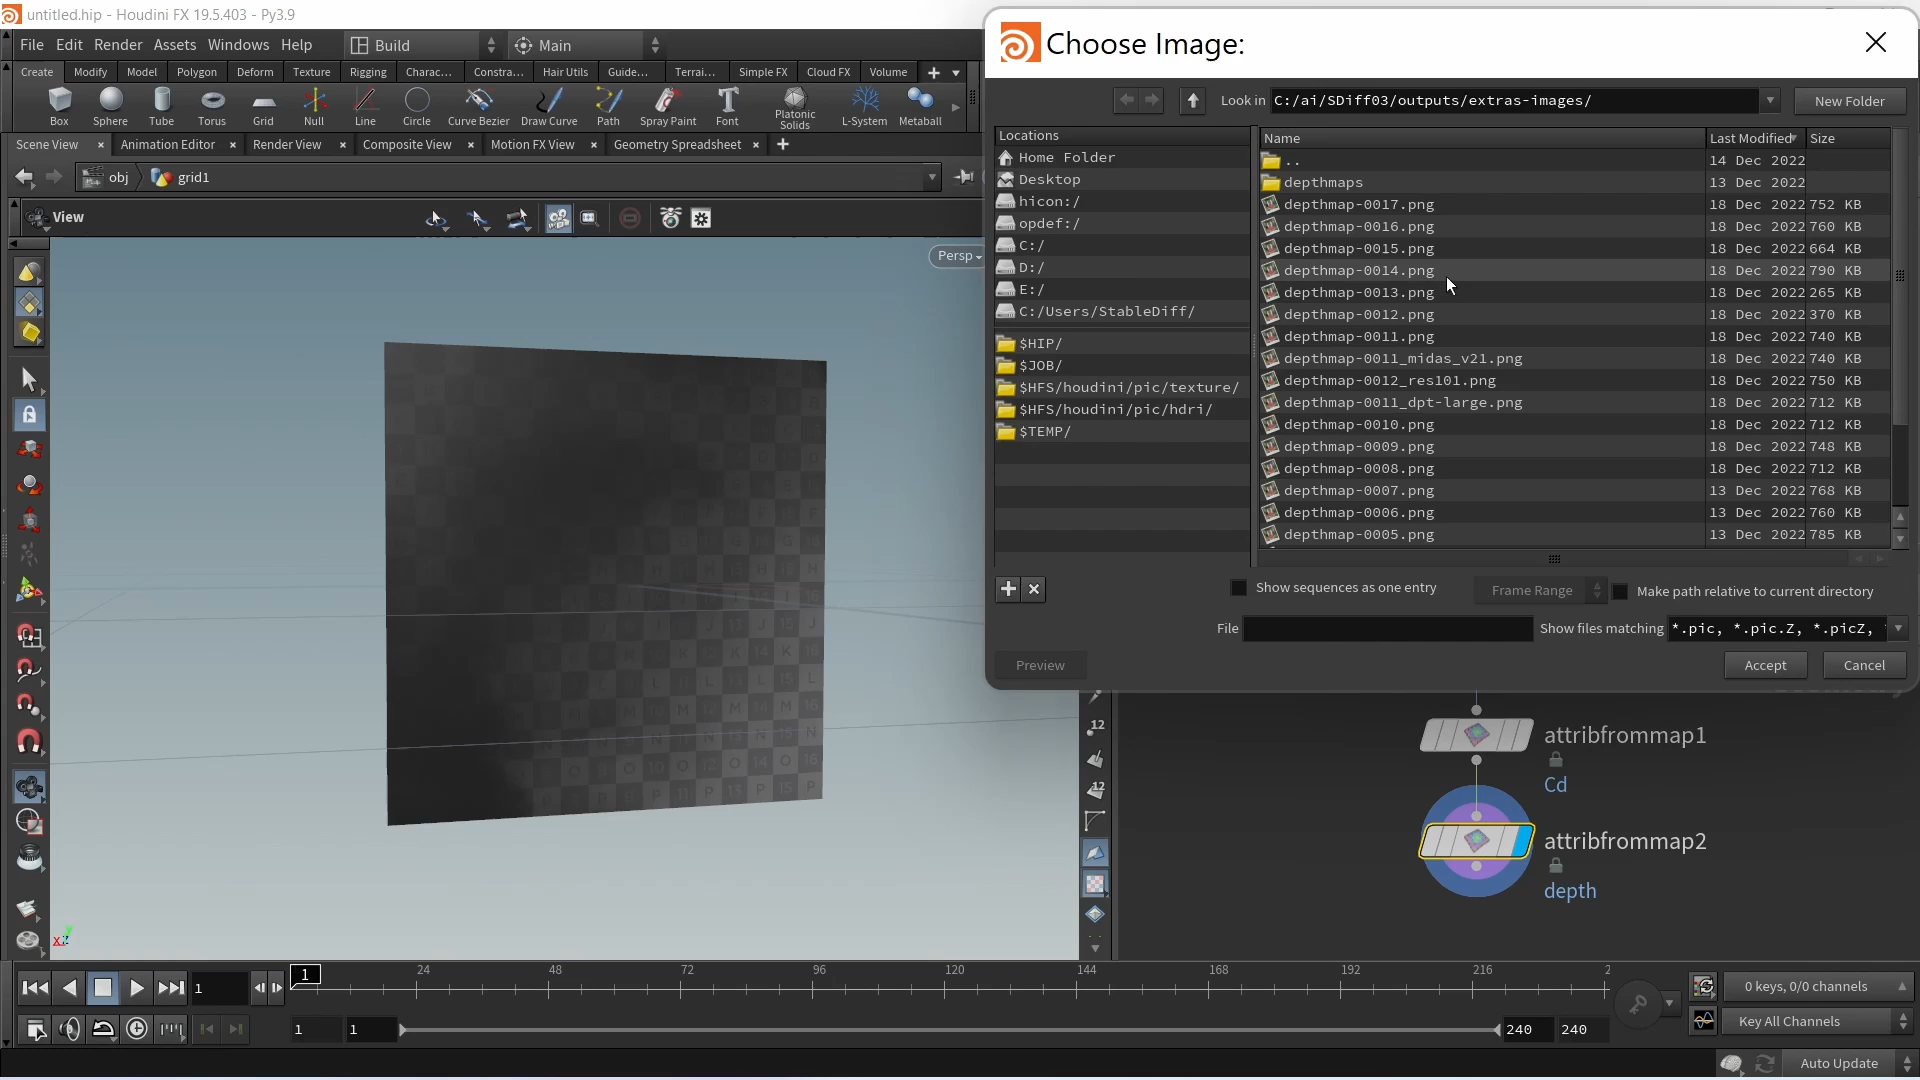 untitled.hip - Houdini FX 19.5.403 - Py3.9
File Edit Render Assets Windows Help Build Main
Create Modify Model Polygon Deform Texture Rigging Charac... Constra... Hair Utils Guide... Terrai... Simple FX Cloud FX Volume
Box Sphere Tube Torus Grid Null Line Circle Curve Bezier Draw Curve Path Spray Paint Font Platonic Solids L-System Metaball
Scene View Animation Editor Render View Composite View Motion FX View Geometry Spreadsheet
obj grid1
View
Persp
Choose Image:
Look in C:/ai/SDiff03/outputs/extras-images/ New Folder
Locations
Home Folder
Desktop
hicon:/
opdef:/
C:/
D:/
E:/
C:/Users/StableDiff/
$HIP/
$JOB/
$HFS/houdini/pic/texture/
$HFS/houdini/pic/hdri/
$TEMP/
Name Last Modified Size
.. 14 Dec 2022
depthmaps 13 Dec 2022
depthmap-0017.png 18 Dec 2022 752 KB
depthmap-0016.png 18 Dec 2022 760 KB
depthmap-0015.png 18 Dec 2022 664 KB
depthmap-0014.png 18 Dec 2022 790 KB
depthmap-0013.png 18 Dec 2022 265 KB
depthmap-0012.png 18 Dec 2022 370 KB
depthmap-0011.png 18 Dec 2022 740 KB
depthmap-0011_midas_v21.png 18 Dec 2022 740 KB
depthmap-0012_res101.png 18 Dec 2022 750 KB
depthmap-0011_dpt-large.png 18 Dec 2022 712 KB
depthmap-0010.png 18 Dec 2022 712 KB
depthmap-0009.png 18 Dec 2022 748 KB
depthmap-0008.png 18 Dec 2022 712 KB
depthmap-0007.png 13 Dec 2022 768 KB
depthmap-0006.png 13 Dec 2022 760 KB
depthmap-0005.png 13 Dec 2022 785 KB
Show sequences as one entry Frame Range Make path relative to current directory
File Show files matching *.pic, *.pic.Z, *.picZ,
Preview Accept Cancel
12
12
attribfrommap1
Cd
attribfrommap2
depth
1 1 24 48 72 96 120 144 168 192 216 2
0 keys, 0/0 channels
1 1 240 240 Key All Channels
Auto Update